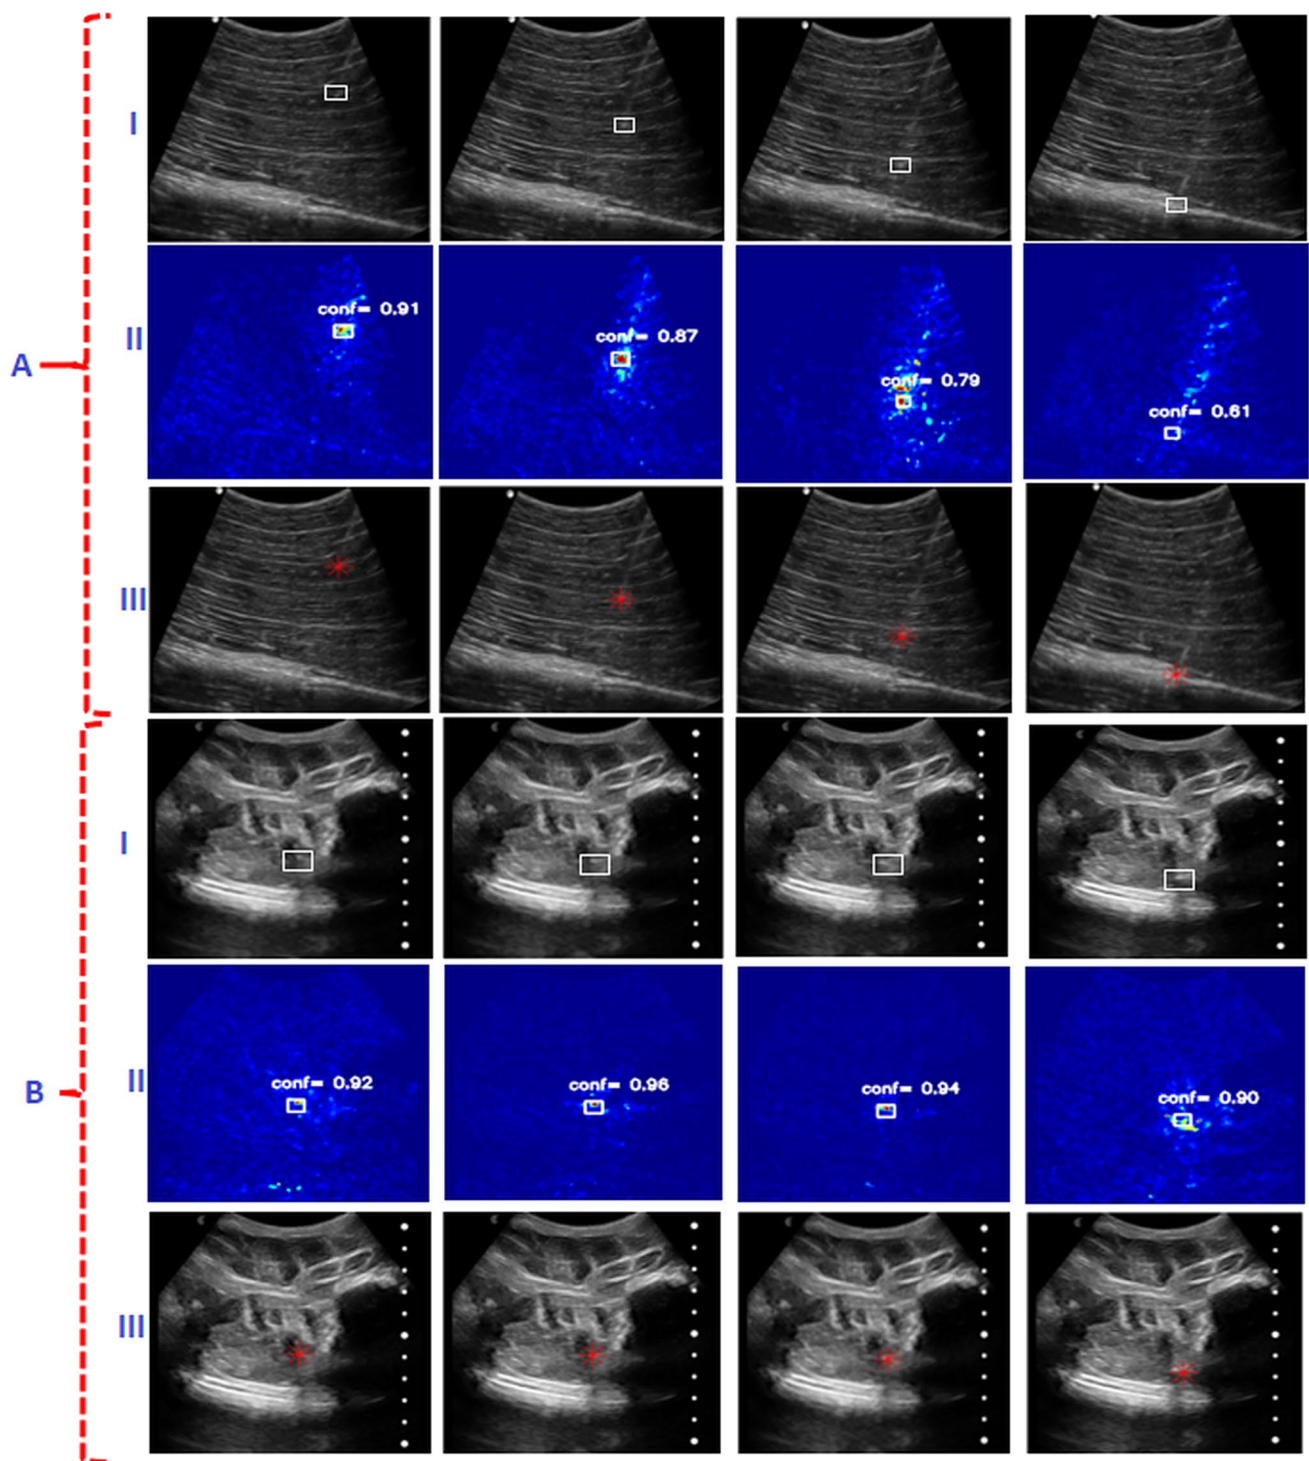 A
I
II
conf= 0.91
conf= 0.87
conf= 0.79
conf= 0.61
III
B
I
II
conf= 0.92
conf= 0.96
conf= 0.94
conf= 0.90
III